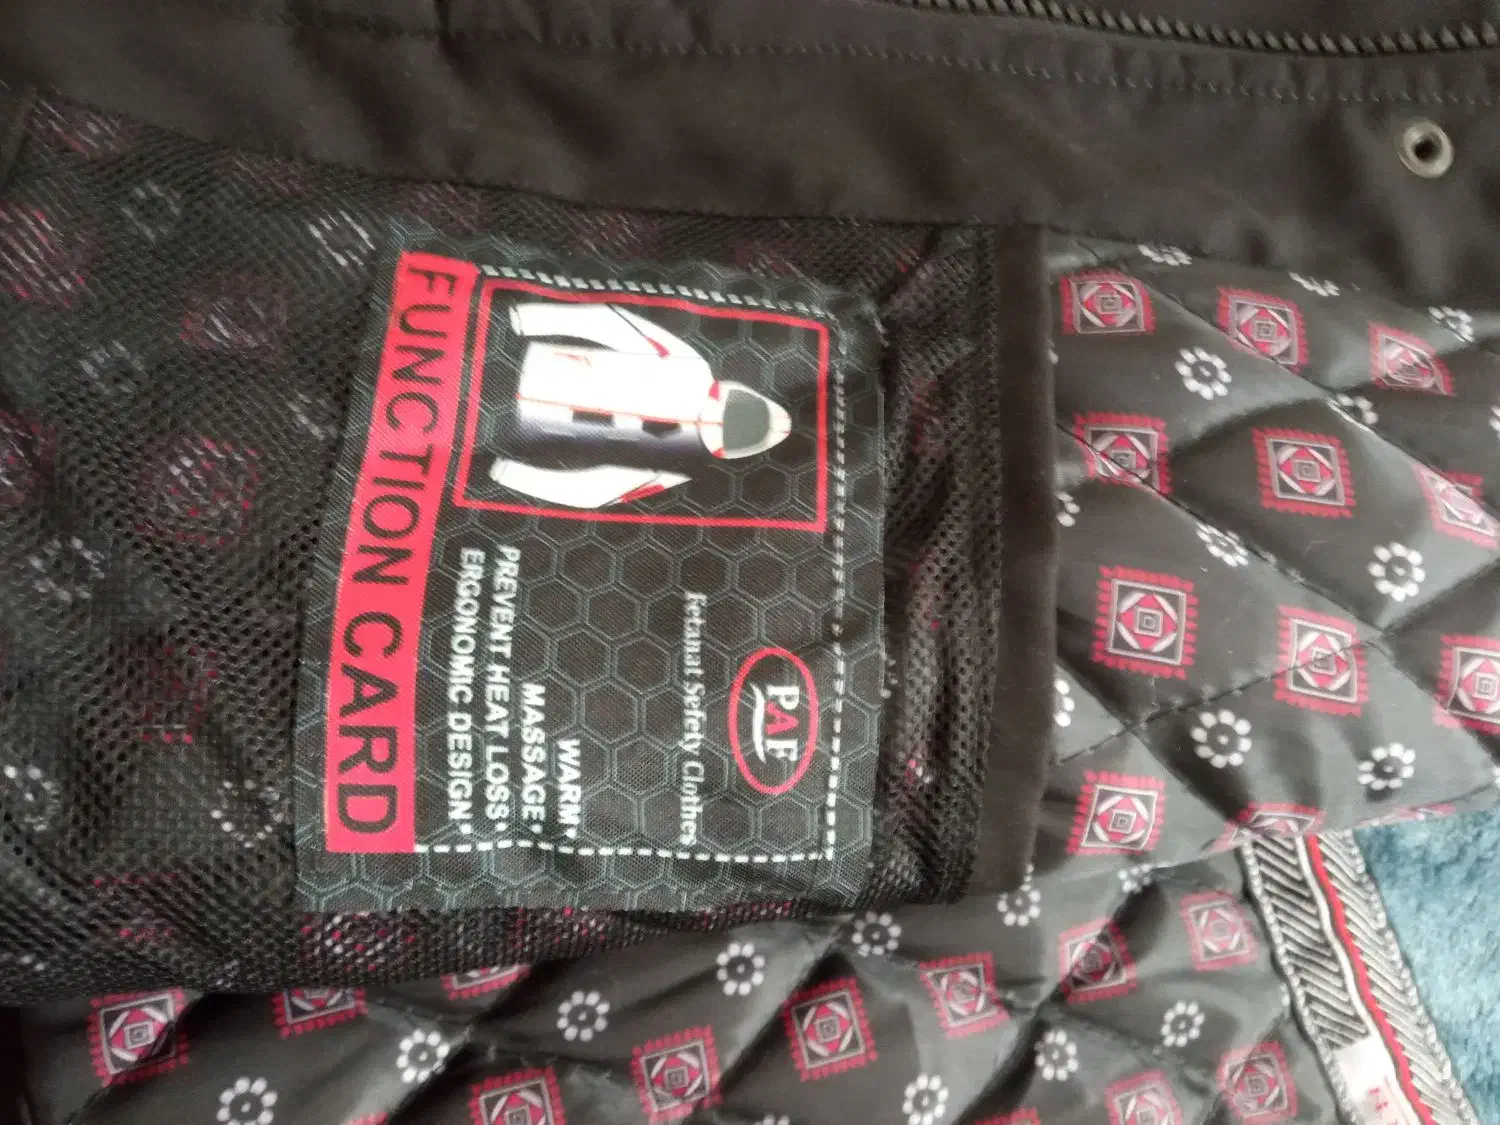 PAF
Fetanat Sefety Clothes
WARM•
MASSAGE•
PREVENT HEAT LOSS•
ERGONOMIC DESIGN•
FUNCTION CARD